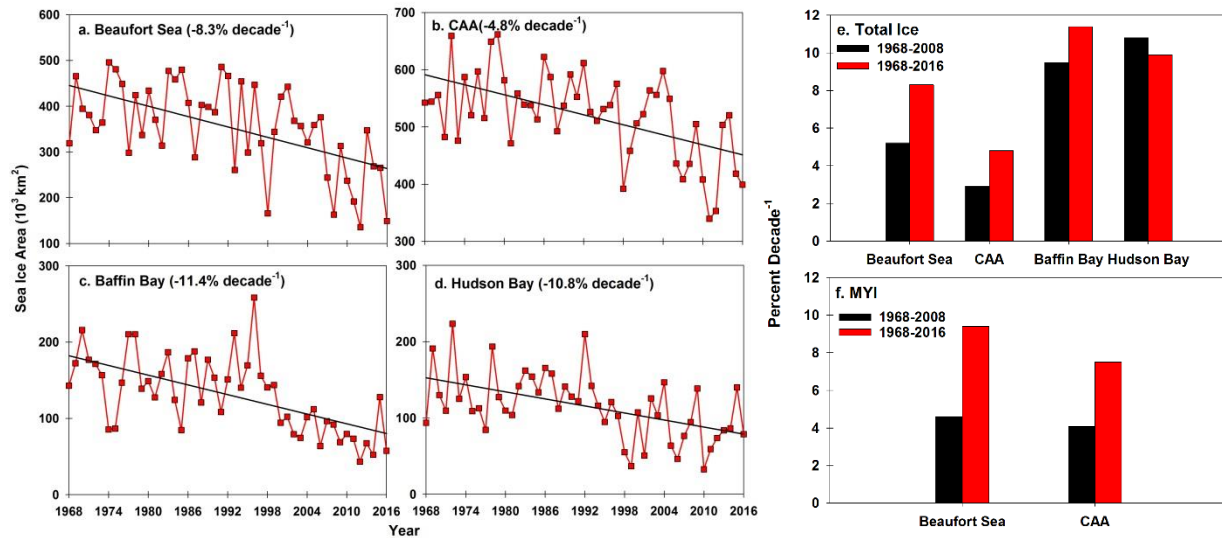 a. Beaufort Sea (-8.3% decade⁻¹)
600
500
400
300
200
100
b. CAA(-4.8% decade⁻¹)
700
600
500
400
300
Sea Ice Area (10³ km²)
c. Baffin Bay (-11.4% decade⁻¹)
300
200
100
0
1968 1974 1980 1986 1992 1998 2004 2010 2016
d. Hudson Bay (-10.8% decade⁻¹)
300
200
100
0
1968 1974 1980 1986 1992 1998 2004 2010 2016
Year
e. Total Ice
1968-2008
1968-2016
12
10
8
6
4
2
0
Beaufort Sea CAA Baffin Bay Hudson Bay
Percent Decade⁻¹
f. MYI
1968-2008
1968-2016
12
10
8
6
4
2
0
Beaufort Sea CAA